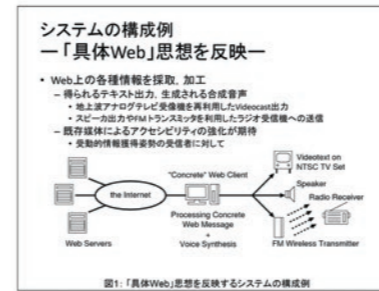 システムの構成例
ー「具体Web」思想を反映ー
• Web上の各種情報を採取，加工
– 得られるテキスト出力，生成される合成音声
• 地上波アナログテレビ受像機を再利用したVideocast出力
• スピーカ出力やFMトランスミッタを利用したラジオ受信機への送信
– 既存媒体によるアクセシビリティの強化が期待
• 受動的情報獲得姿勢の受信者に対して
Videotext on
NTSC TV Set
"Concrete" Web Client
Speaker
the Internet
Radio Receiver
Processing Concrete
Web Message
+
Voice Synthesis
Web Servers
FM Wireless Transmitter
図1:「具体Web」思想を反映するシステムの構成例